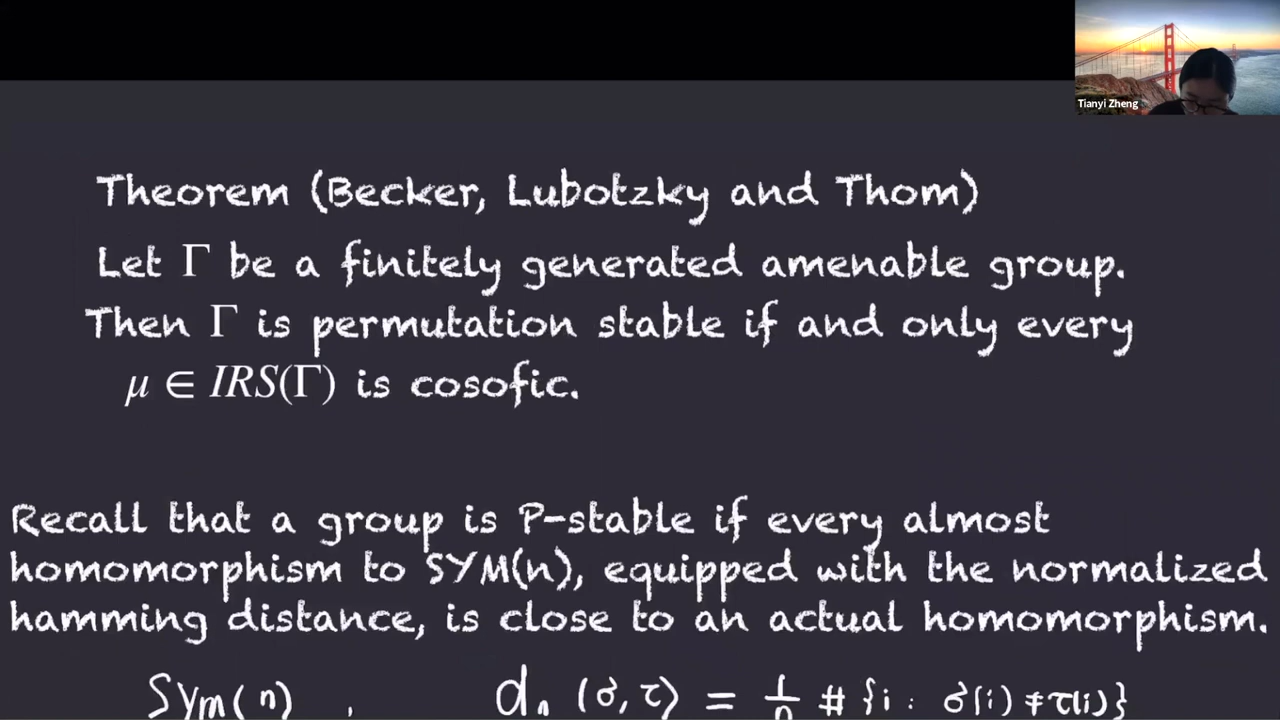 Tianyi Zheng
Theorem (Becker, Lubotzky and Thom)
Let Γ be a finitely generated amenable group.
Then Γ is permutation stable if and only every
μ ∈ IRS(Γ) is cosofic.
Recall that a group is P-stable if every almost
homomorphism to SYM(n), equipped with the normalized
hamming distance, is close to an actual homomorphism.
Sym(n) , dₙ (σ, τ) = 1/n # {i : σ(i) ≠ τ(i)}